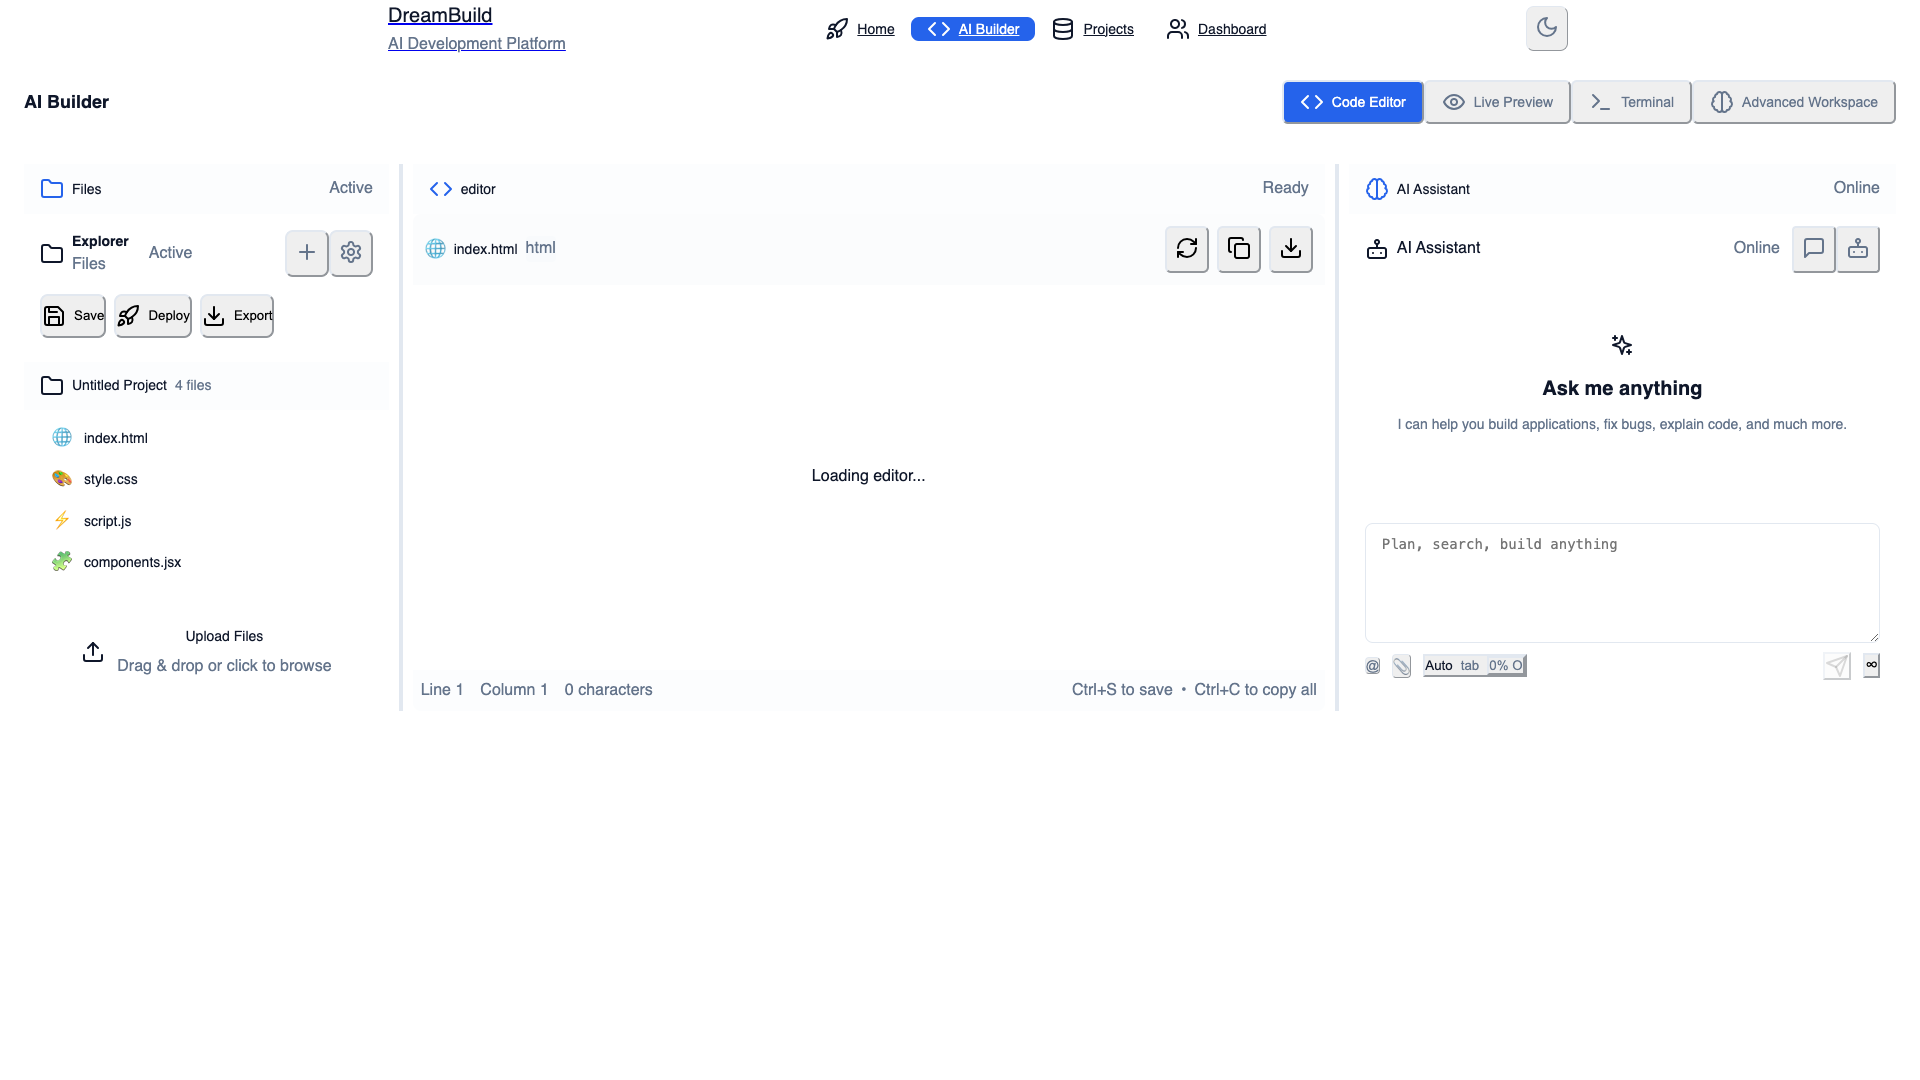 DreamBuild
AI Development Platform
Home
AI Builder
Projects
Dashboard
AI Builder
Code Editor
Live Preview
Terminal
Advanced Workspace
Files
Active
Explorer
Files
Active
Save
Deploy
Export
Untitled Project 4 files
index.html
style.css
script.js
components.jsx
Upload Files
Drag & drop or click to browse
editor
Ready
index.html html
Loading editor...
Line 1 Column 1 0 characters
Ctrl+S to save • Ctrl+C to copy all
AI Assistant
Online
AI Assistant
Online
Ask me anything
I can help you build applications, fix bugs, explain code, and much more.
Plan, search, build anything
@
Auto tab 0% O
∞